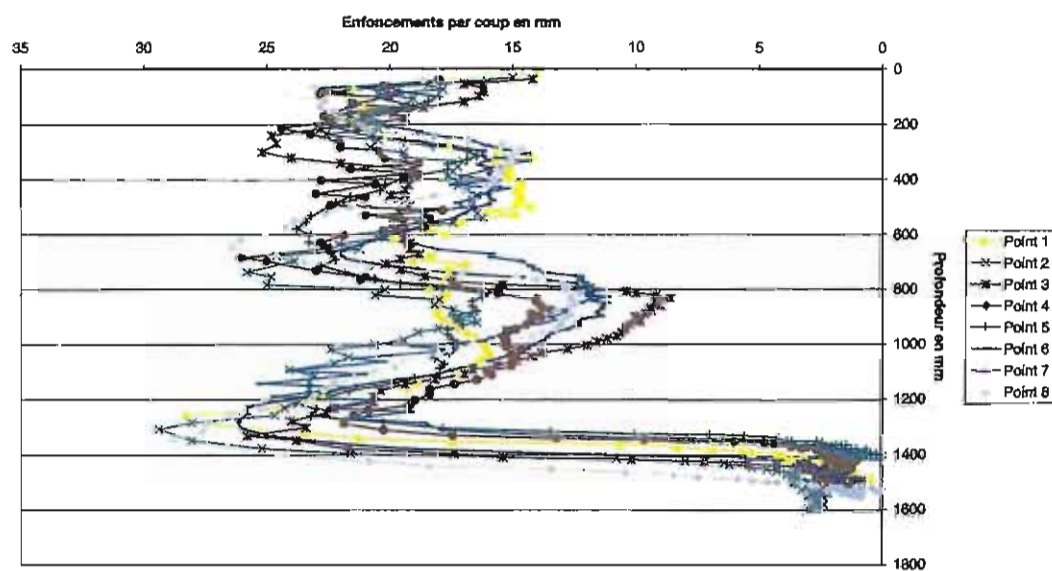 Enfoncements par coup en mm
35 30 25 20 15 10 5 0
0
200
400
600
800
1000
1200
1400
1600
1800
Profondeur en mm
Point 1
Point 2
Point 3
Point 4
Point 5
Point 6
Point 7
Point 8